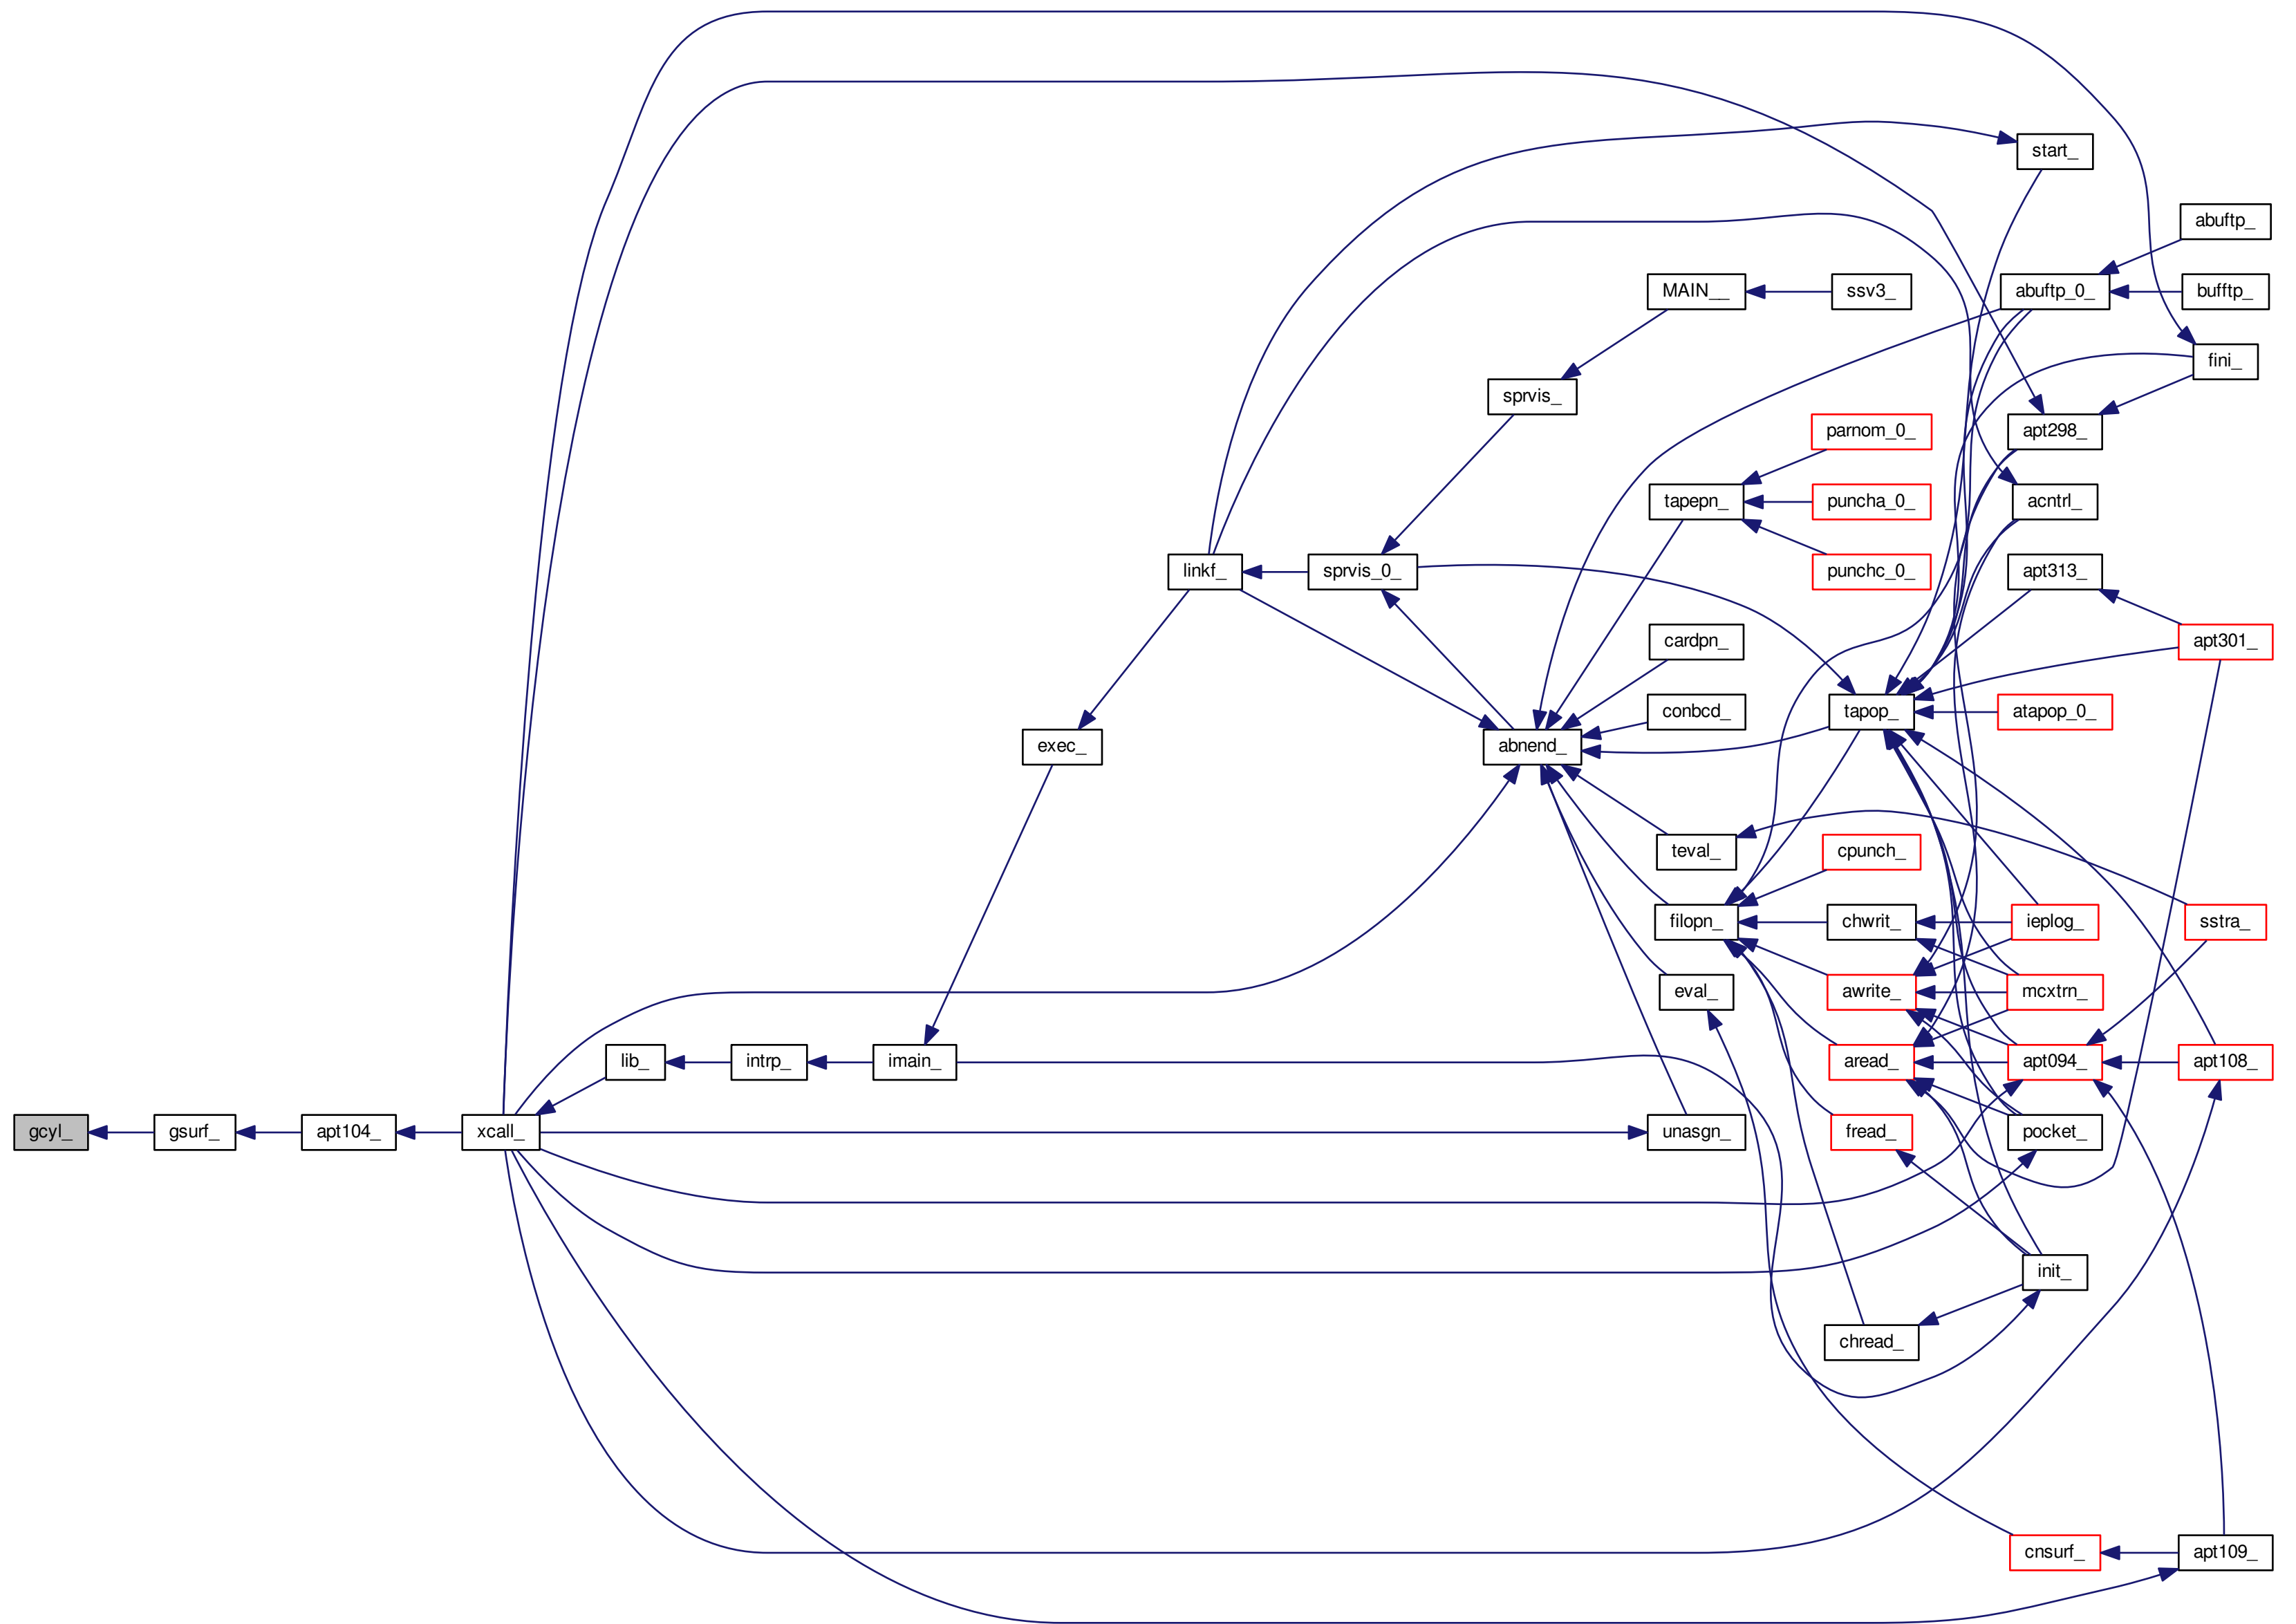 start_
abuftp_
MAIN__
ssv3_
abuftp_0_
bufftp_
fini_
sprvis_
parnom_0_
apt298_
tapepn_
puncha_0_
acntrl_
linkf_
sprvis_0_
punchc_0_
apt313_
cardpn_
apt301_
conbcd_
tapop_
atapop_0_
exec_
abnend_
teval_
cpunch_
filopn_
chwrit_
ieplog_
sstra_
eval_
awrite_
mcxtrn_
lib_
intrp_
imain_
aread_
apt094_
apt108_
gcyl_
gsurf_
apt104_
xcall_
unasgn_
fread_
pocket_
init_
chread_
cnsurf_
apt109_